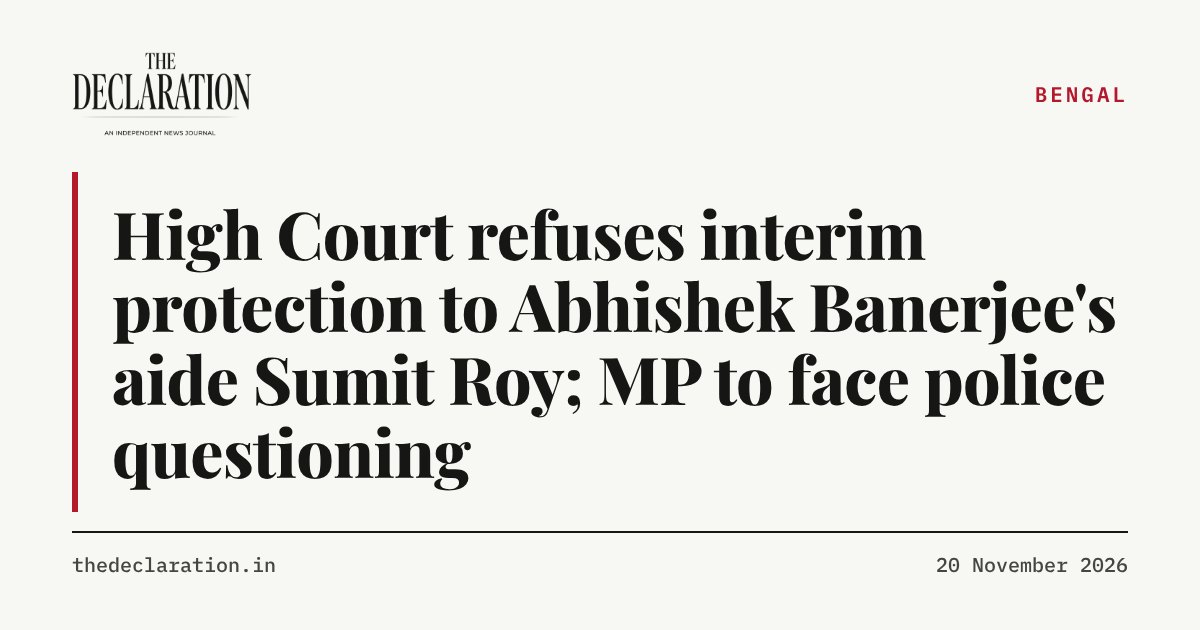 THE
DECLARATION
AN INDEPENDENT NEWS JOURNAL
BENGAL
High Court refuses interim
protection to Abhishek Banerjee's
aide Sumit Roy; MP to face police
questioning
thedeclaration.in
20 November 2026